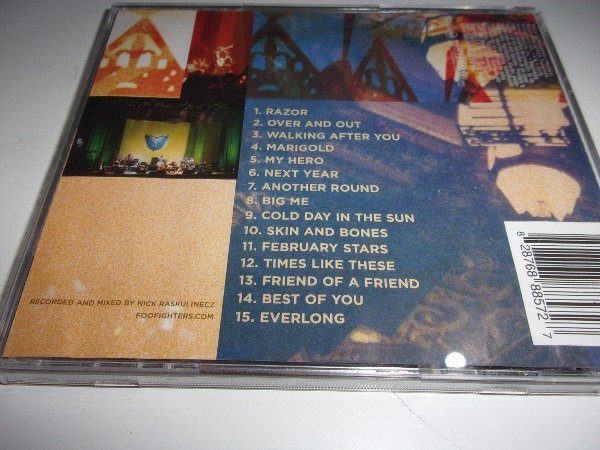 1. RAZOR
2. OVER AND OUT
3. WALKING AFTER YOU
4. MARIGOLD
5. MY HERO
6. NEXT YEAR
7. ANOTHER ROUND
8. BIG ME
9. COLD DAY IN THE SUN
10. SKIN AND BONES
11. FEBRUARY STARS
12. TIMES LIKE THESE
13. FRIEND OF A FRIEND
14. BEST OF YOU
15. EVERLONG
RECORDED AND MIXED BY NICK RASKULINECZ
FOOFIGHTERS.COM
8 28768 88572 7